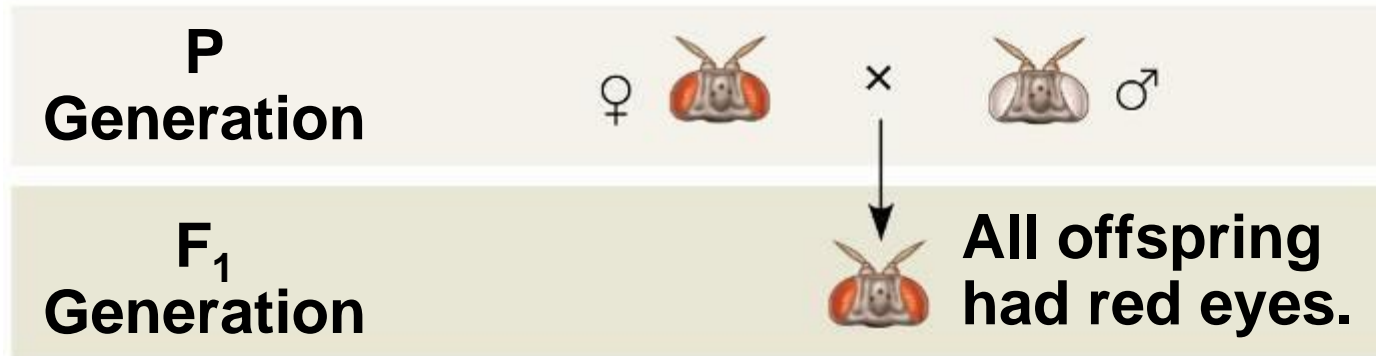 P
Generation
♀ × ♂
F₁
Generation
All offspring
had red eyes.